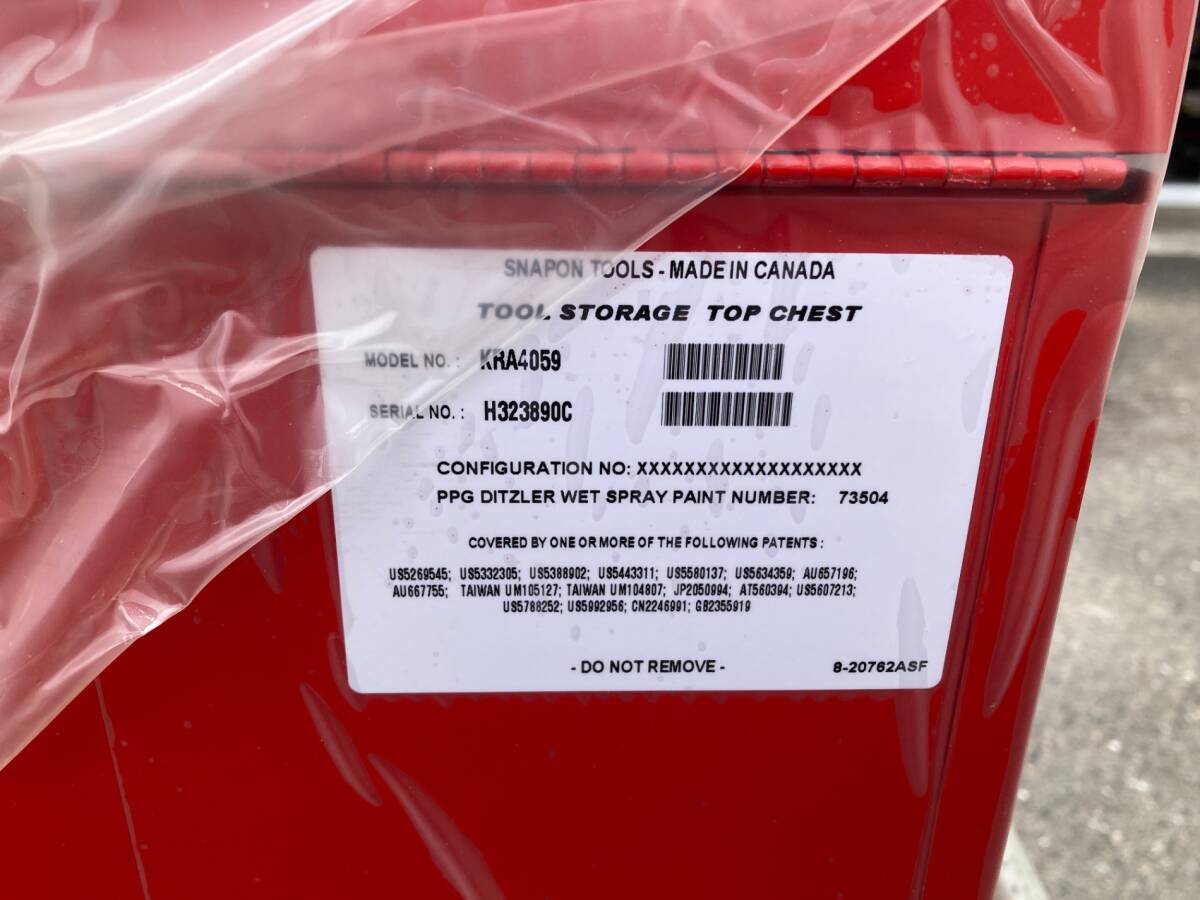 SNAPON TOOLS - MADE IN CANADA
TOOL STORAGE TOP CHEST
MODEL NO. : KRA4059
SERIAL NO. : H323890C
CONFIGURATION NO: XXXXXXXXXXXXXXXXXXX
PPG DITZLER WET SPRAY PAINT NUMBER: 73504
COVERED BY ONE OR MORE OF THE FOLLOWING PATENTS :
US5269545; US5332305; US5388902; US5443311; US5580137; US5634359; AU657196;
AU667755; TAIWAN UM105127; TAIWAN UM104807; JP2050994; AT560394; US5607213;
US5788252; US5992956; CN2246991; GB2355919
- DO NOT REMOVE - 8-20762ASF